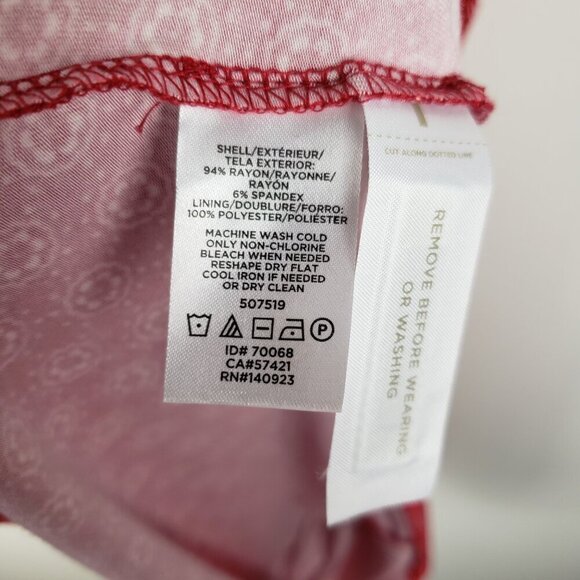 SHELL/EXTÉRIEUR/
TELA EXTERIOR:
94% RAYON/RAYONNE/
RAYÓN
6% SPANDEX
LINING/DOUBLURE/FORRO:
100% POLYESTER/POLIÉSTER
MACHINE WASH COLD
ONLY NON-CHLORINE
BLEACH WHEN NEEDED
RESHAPE DRY FLAT
COOL IRON IF NEEDED
OR DRY CLEAN
507519
P
ID# 70068
CA#57421
RN#140923
CUT ALONG DOTTED LINE
REMOVE BEFORE WEARING
OR WASHING